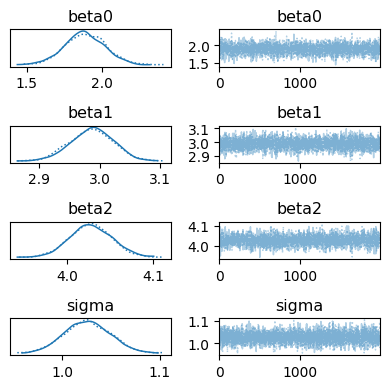 beta0
beta0
2.0
1.5
1.5 2.0
0 1000
beta1
beta1
3.1
3.0
2.9
2.9 3.0 3.1
0 1000
beta2
beta2
4.1
4.0
4.0 4.1
0 1000
sigma
sigma
1.1
1.0
1.0 1.1
0 1000